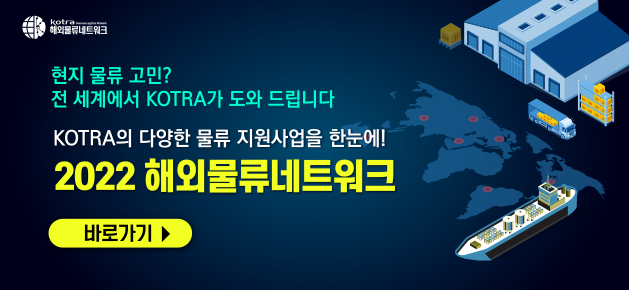 kotra
해외물류네트워크
현지 물류 고민?
전 세계에서 KOTRA가 도와 드립니다
KOTRA의 다양한 물류 지원사업을 한눈에!
2022 해외물류네트워크
바로가기